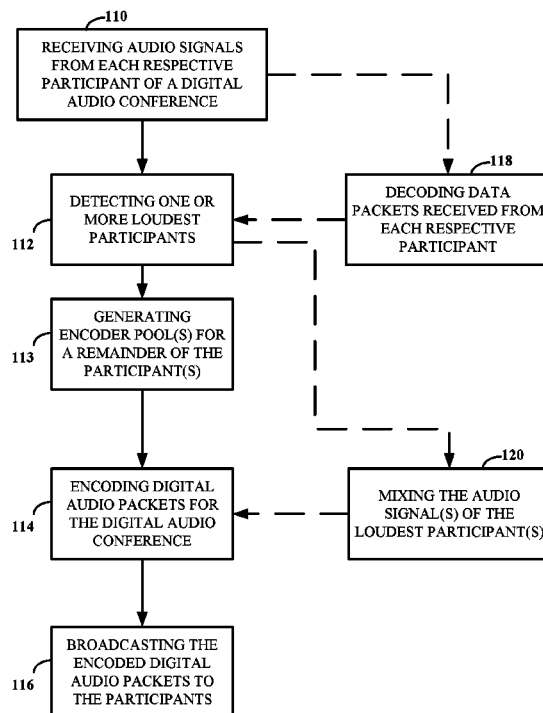 110
RECEIVING AUDIO SIGNALS
FROM EACH RESPECTIVE
PARTICIPANT OF A DIGITAL
AUDIO CONFERENCE
118
DECODING DATA
PACKETS RECEIVED FROM
EACH RESPECTIVE
PARTICIPANT
DETECTING ONE OR
MORE LOUDEST
PARTICIPANTS
112
GENERATING
ENCODER POOL(S) FOR
A REMAINDER OF THE
PARTICIPANT(S)
113
120
ENCODING DIGITAL
AUDIO PACKETS FOR
THE DIGITAL AUDIO
CONFERENCE
114
MIXING THE AUDIO
SIGNAL(S) OF THE
LOUDEST PARTICIPANT(S)
BROADCASTING THE
ENCODED DIGITAL
AUDIO PACKETS TO
THE PARTICIPANTS
116